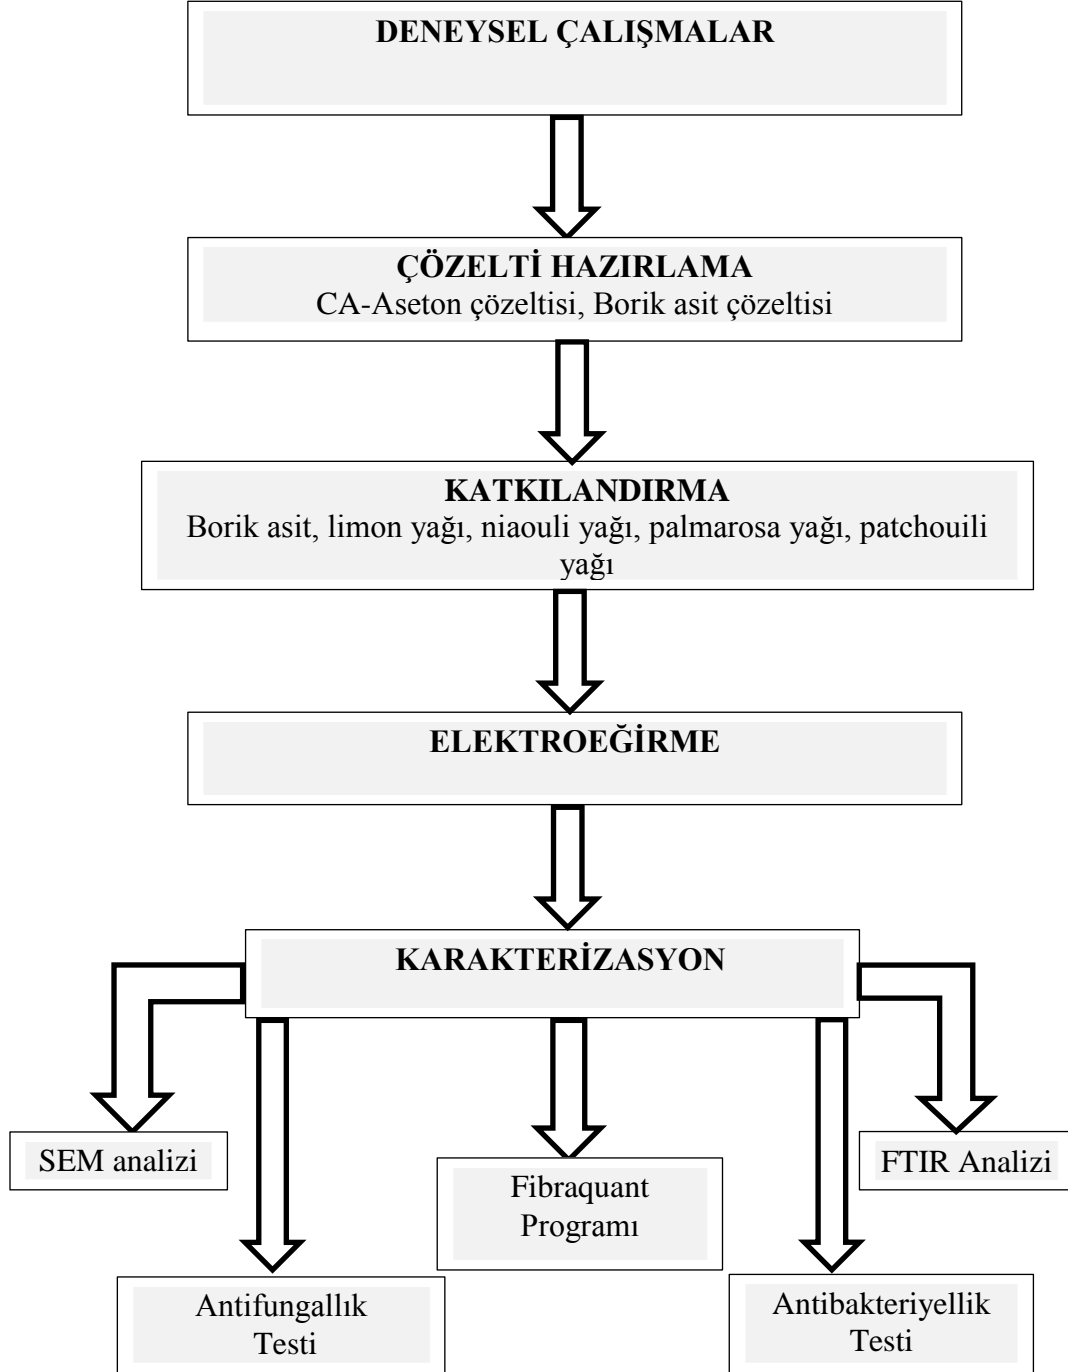 DENEYSEL ÇALIŞMALAR
ÇÖZELTİ HAZIRLAMA
CA-Aseton çözeltisi, Borik asit çözeltisi
KATKILANDIRMA
Borik asit, limon yağı, niaouli yağı, palmarosa yağı, patchouili
yağı
ELEKTROEĞİRME
KARAKTERİZASYON
SEM analizi
FTIR Analizi
Fibraquant
Programı
Antifungallık
Testi
Antibakteriyellik
Testi